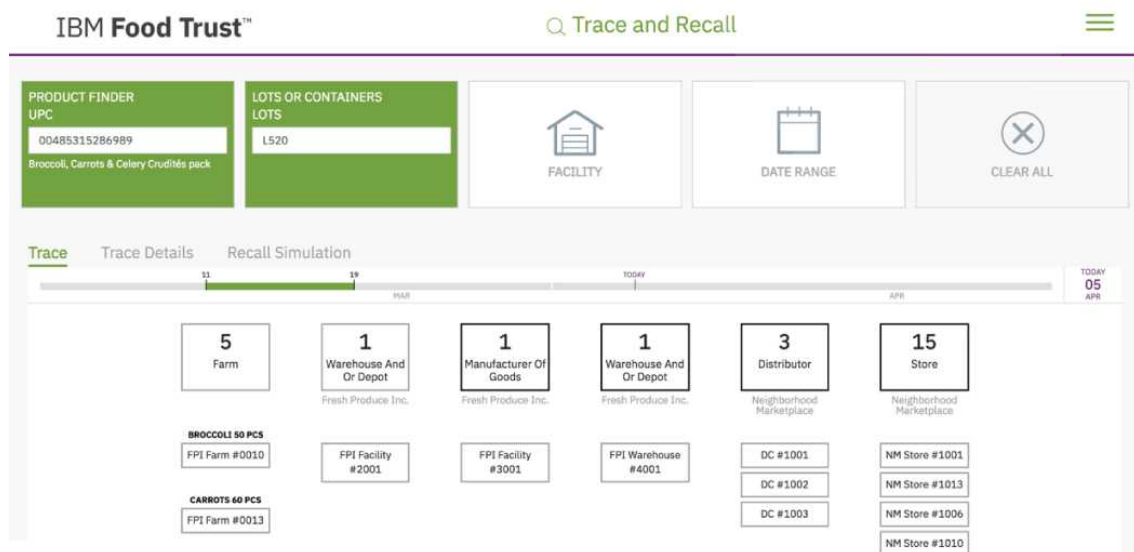 IBM Food Trust™
Trace and Recall
PRODUCT FINDER
UPC
00485315286989
Broccoli, Carrots & Celery Crudités pack
LOTS OR CONTAINERS
LOTS
L520
FACILITY
DATE RANGE
CLEAR ALL
Trace
Trace Details
Recall Simulation
11
19
TODAY
MAR
APR
TODAY
05
APR
5
Farm
1
Warehouse And
Or Depot
Fresh Produce Inc.
1
Manufacturer Of
Goods
Fresh Produce Inc.
1
Warehouse And
Or Depot
Fresh Produce Inc.
3
Distributor
Neighborhood
Marketplace
15
Store
Neighborhood
Marketplace
BROCCOLI 50 PCS
FPI Farm #0010
CARROTS 60 PCS
FPI Farm #0013
FPI Facility
#2001
FPI Facility
#3001
FPI Warehouse
#4001
DC #1001
DC #1002
DC #1003
NM Store #1001
NM Store #1013
NM Store #1006
NM Store #1010